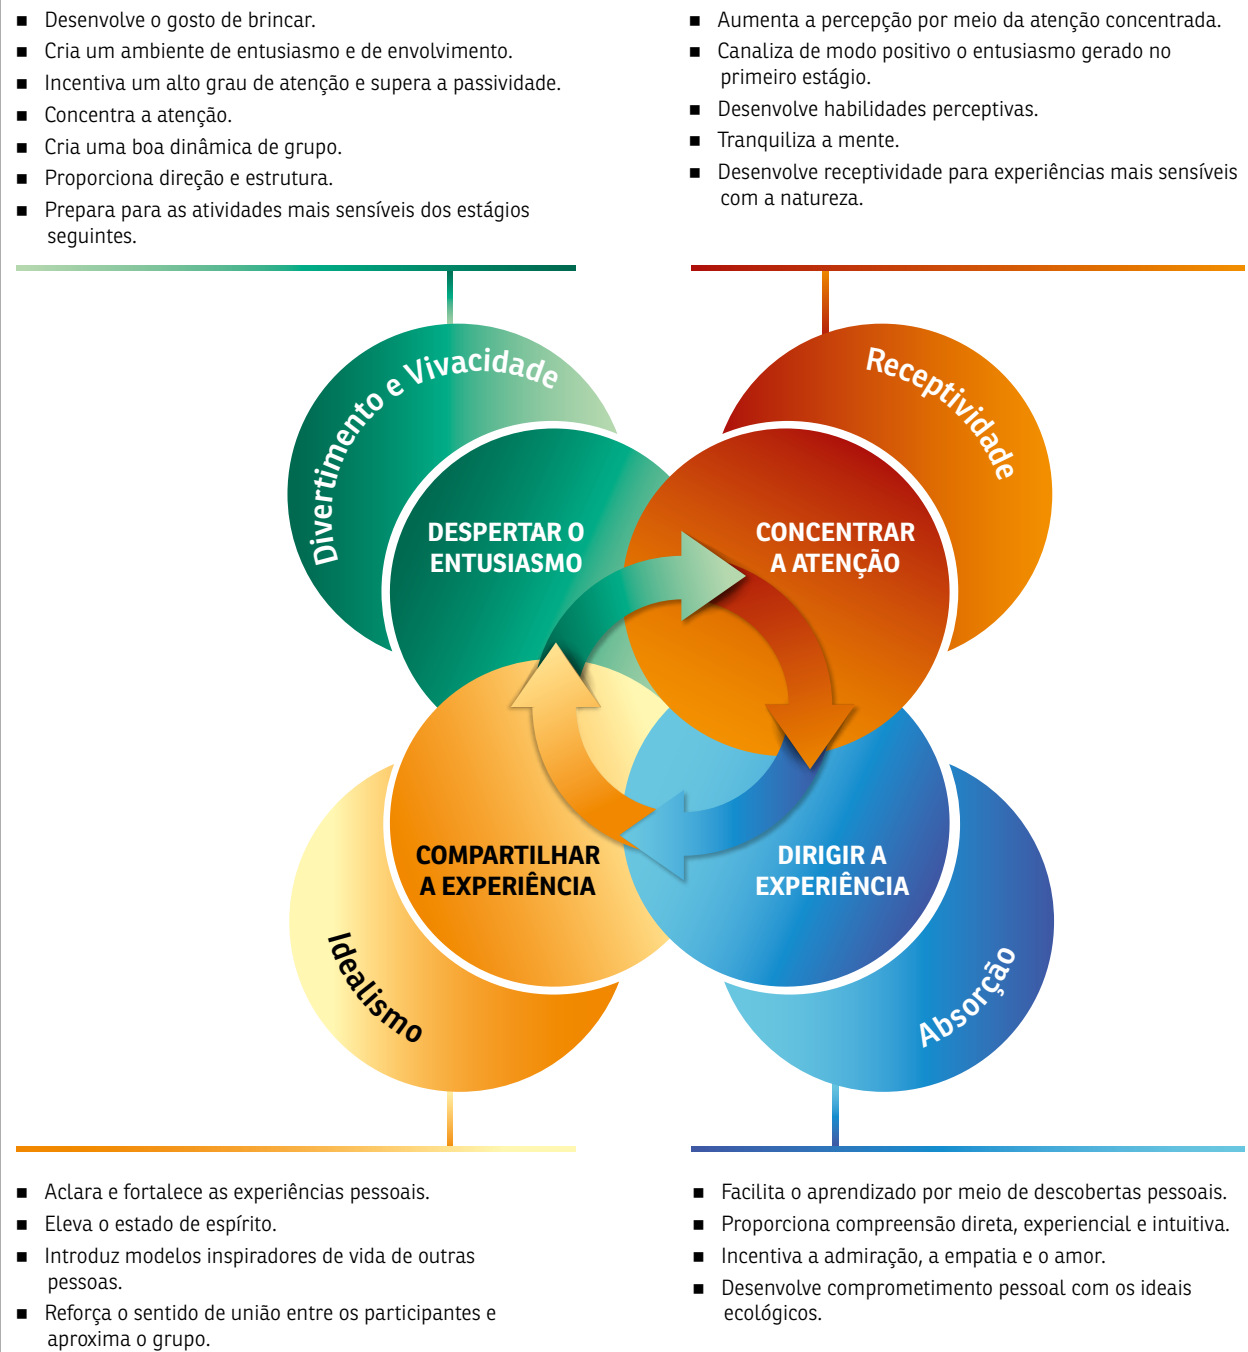 ■ Desenvolve o gosto de brincar.
■ Cria um ambiente de entusiasmo e de envolvimento.
■ Incentiva um alto grau de atenção e supera a passividade.
■ Concentra a atenção.
■ Cria uma boa dinâmica de grupo.
■ Proporciona direção e estrutura.
■ Prepara para as atividades mais sensíveis dos estágios
seguintes.
■ Aumenta a percepção por meio da atenção concentrada.
■ Canaliza de modo positivo o entusiasmo gerado no
primeiro estágio.
■ Desenvolve habilidades perceptivas.
■ Tranquiliza a mente.
■ Desenvolve receptividade para experiências mais sensíveis
com a natureza.
Divertimento e Vivacidade
DESPERTAR O
ENTUSIASMO
Receptividade
CONCENTRAR
A ATENÇÃO
COMPARTILHAR
A EXPERIÊNCIA
Idealismo
DIRIGIR A
EXPERIÊNCIA
Absorção
■ Aclara e fortalece as experiências pessoais.
■ Eleva o estado de espírito.
■ Introduz modelos inspiradores de vida de outras
pessoas.
■ Reforça o sentido de união entre os participantes e
aproxima o grupo.
■ Facilita o aprendizado por meio de descobertas pessoais.
■ Proporciona compreensão direta, experiencial e intuitiva.
■ Incentiva a admiração, a empatia e o amor.
■ Desenvolve comprometimento pessoal com os ideais
ecológicos.